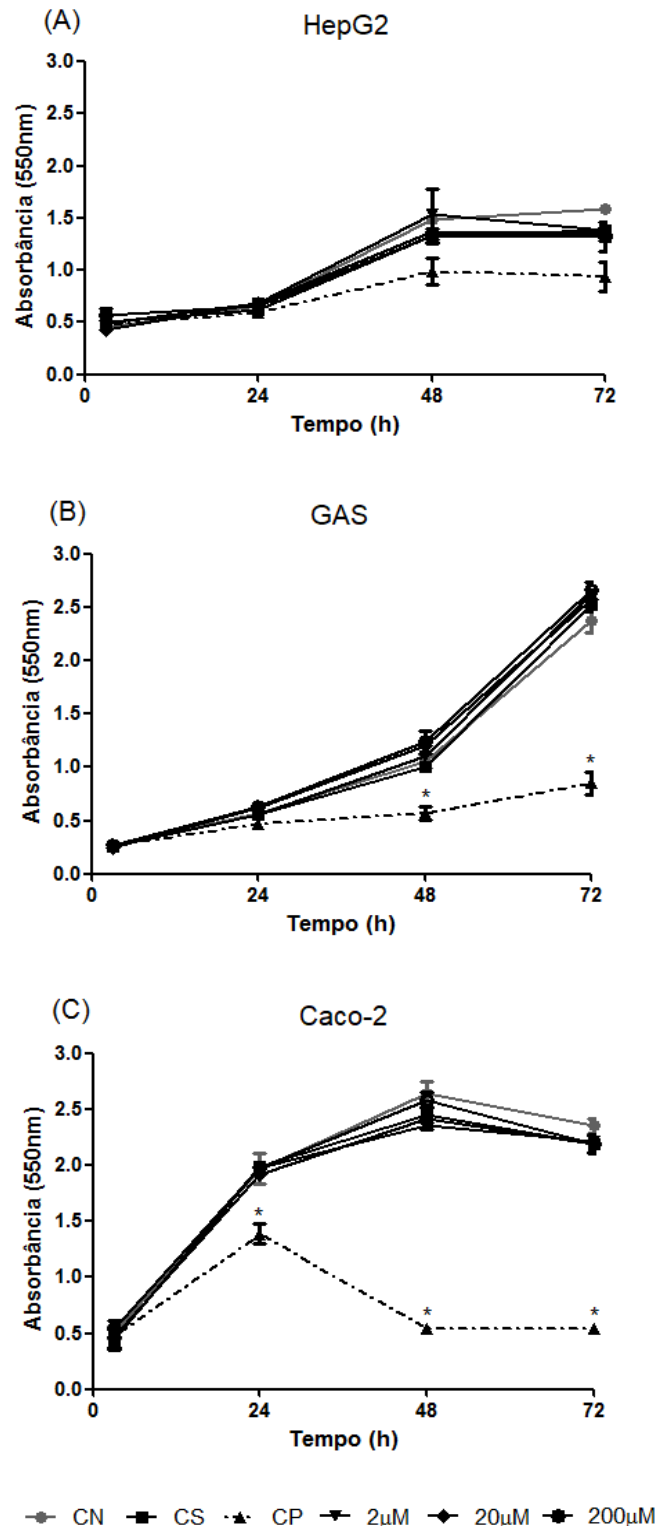 (A)
HepG2
3.0
2.5
2.0
1.5
1.0
0.5
0.0
Absorbância (550nm)
0 24 48 72
Tempo (h)
(B)
GAS
3.0
2.5
2.0
1.5
1.0
0.5
0.0
Absorbância (550nm)
*
*
0 24 48 72
Tempo (h)
(C)
Caco-2
3.0
2.5
2.0
1.5
1.0
0.5
0.0
Absorbância (550nm)
*
*
*
0 24 48 72
Tempo (h)
CN CS CP 2µM 20µM 200µM